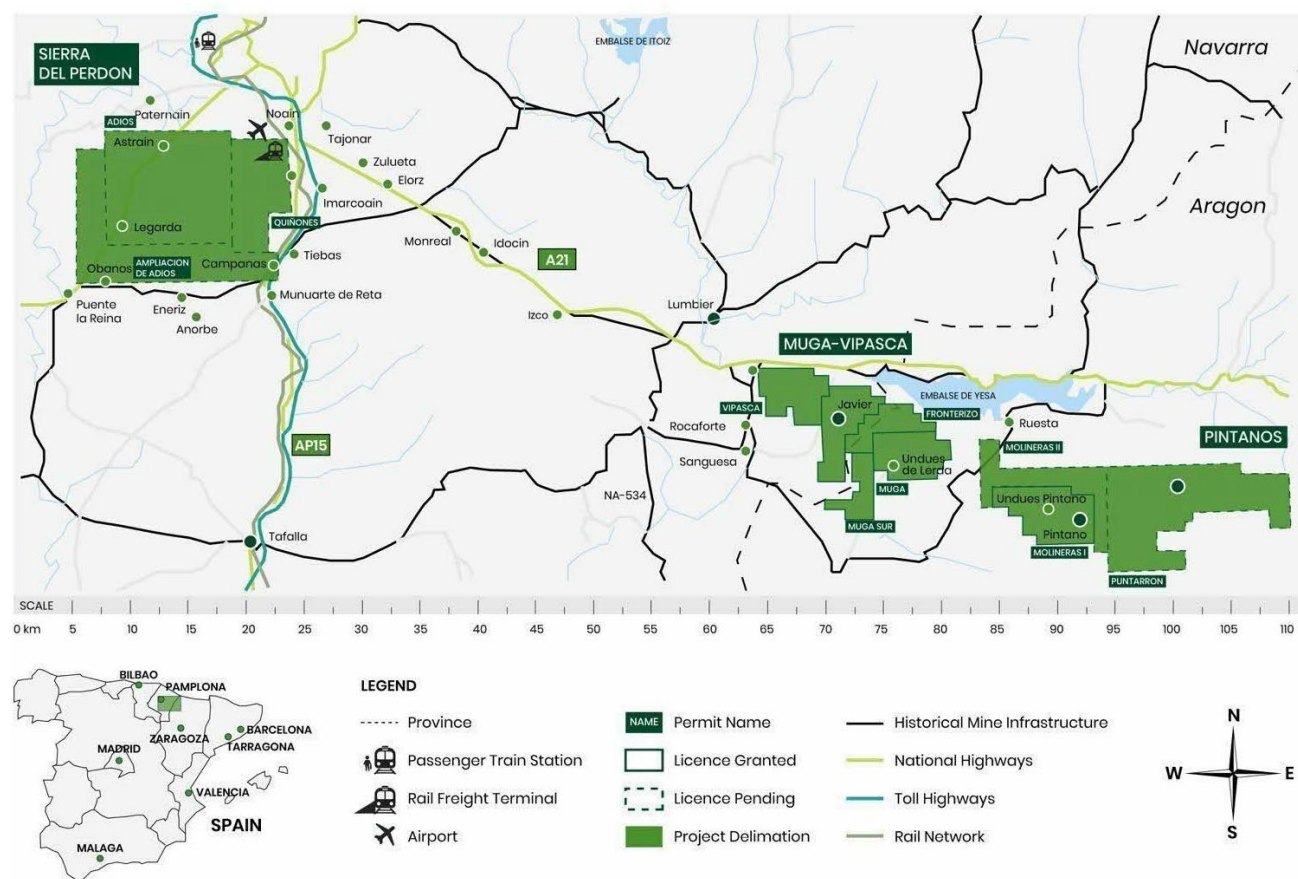 SIERRA
DEL PERDON
EMBALSE DE ITOIZ
Navarra
Aragon
Paternain
ADIOS
Astrain
Noain
Tajonar
Zulueta
Elorz
Imarcoain
Legarda
QUIÑONES
Monreal
Idocin
A21
Obanos
AMPLIACION
DE ADIOS
Campanas
Tiebas
Puente
la Reina
Eneriz
Anorbe
Munuarte de Reta
Izco
Lumbier
MUGA-VIPASCA
EMBALSE DE YESA
VIPASCA
Javier
FRONTERIZO
Rocaforte
Ruesta
AP15
Sanguesa
Undues
de Lerda
MOLINERAS II
PINTANOS
MUGA
NA-534
Undues Pintano
MUGA SUR
Pintano
Tafalla
MOLINERAS I
PUNTARRON
SCALE
0 km 5 10 15 20 25 30 35 40 45 50 55 60 65 70 75 80 85 90 95 100 105 110
BILBAO
PAMPLONA
ZARAGOZA
BARCELONA
TARRAGONA
MADRID
VALENCIA
SPAIN
MALAGA
LEGEND
Province
Passenger Train Station
Rail Freight Terminal
Airport
NAME Permit Name
Licence Granted
Licence Pending
Project Delimation
Historical Mine Infrastructure
National Highways
Toll Highways
Rail Network
N
W E
S